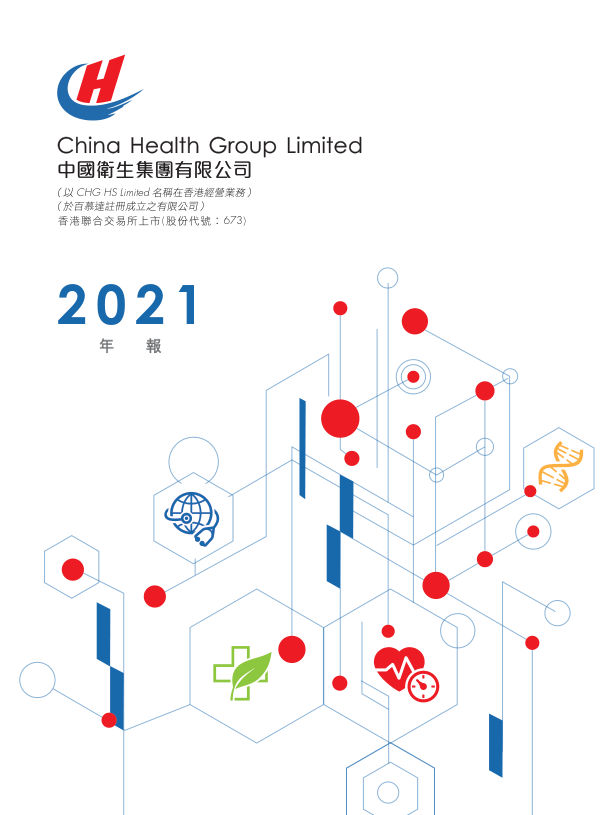 CH
China Health Group Limited
中國衛生集團有限公司
（以 CHG HS Limited 名稱在香港經營業務）
（於百慕達註冊成立之有限公司）
香港聯合交易所上市(股份代號：673)
2021
年 報